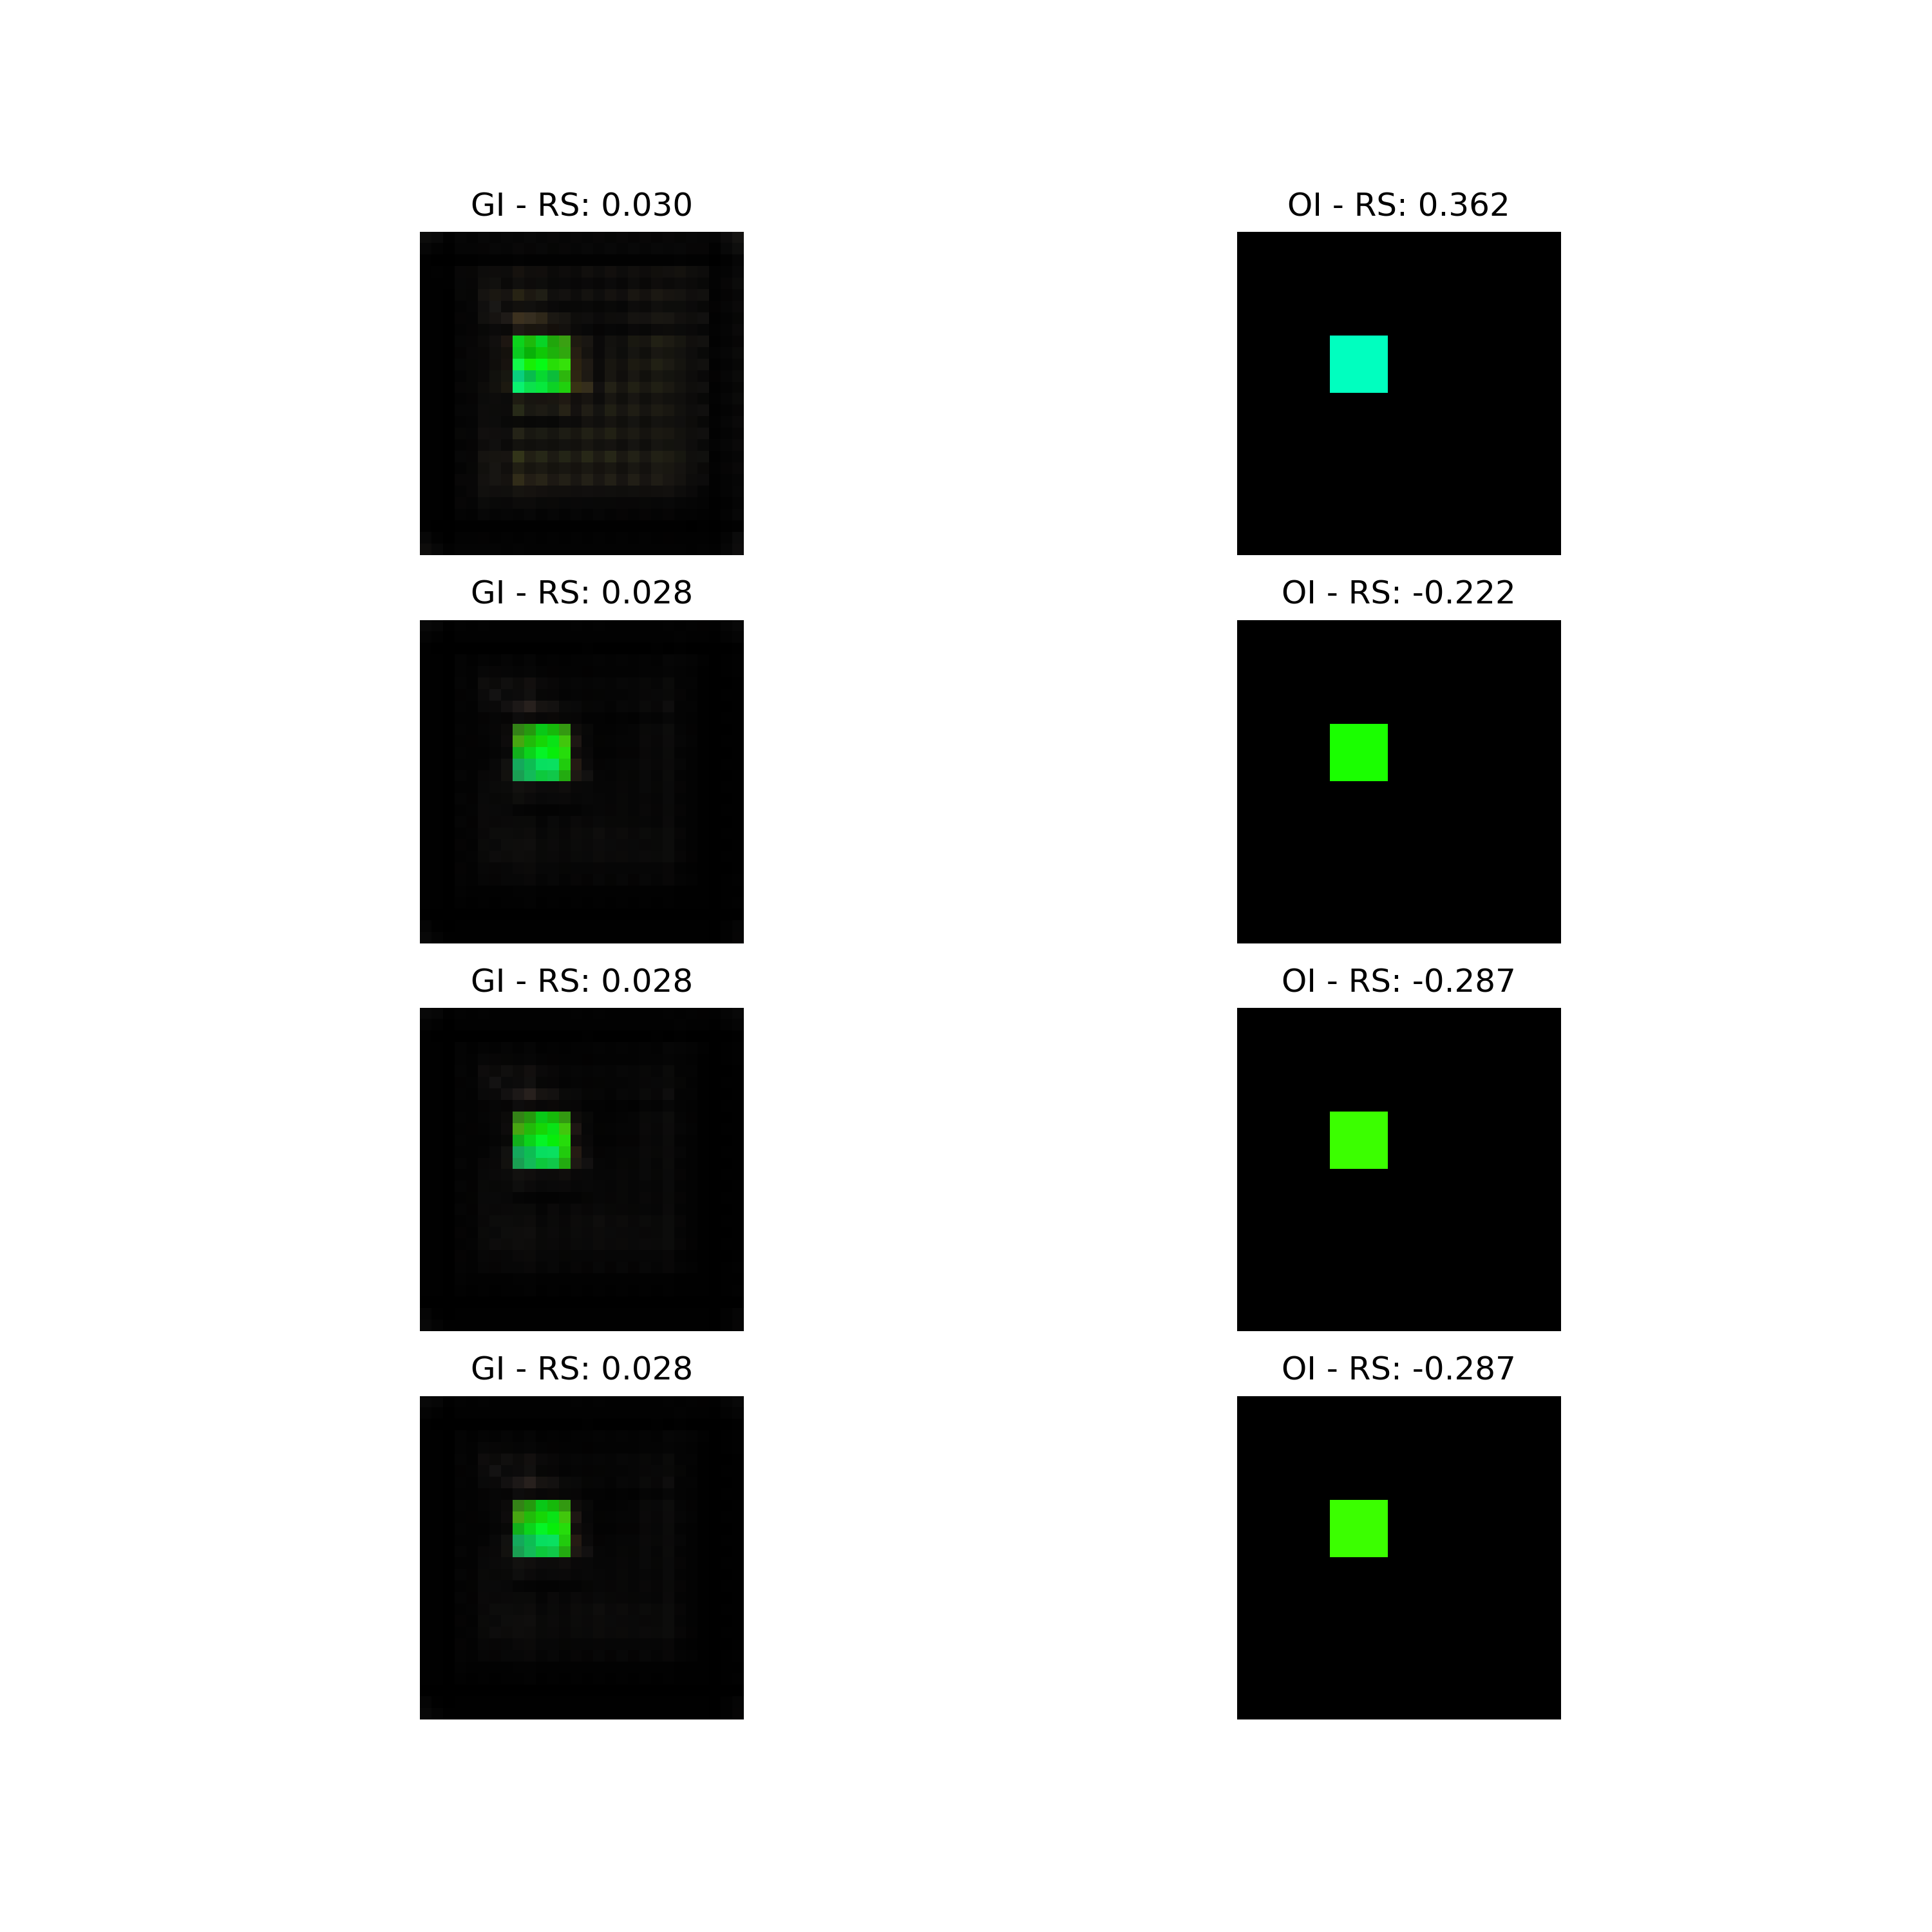 GI - RS: 0.030
OI - RS: 0.362
GI - RS: 0.028
OI - RS: -0.222
GI - RS: 0.028
OI - RS: -0.287
GI - RS: 0.028
OI - RS: -0.287